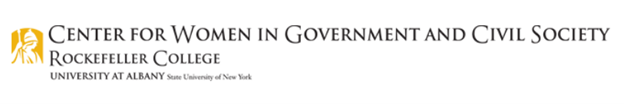 CENTER FOR WOMEN IN GOVERNMENT AND CIVIL SOCIETY
ROCKEFELLER COLLEGE
UNIVERSITY AT ALBANY State University of New York